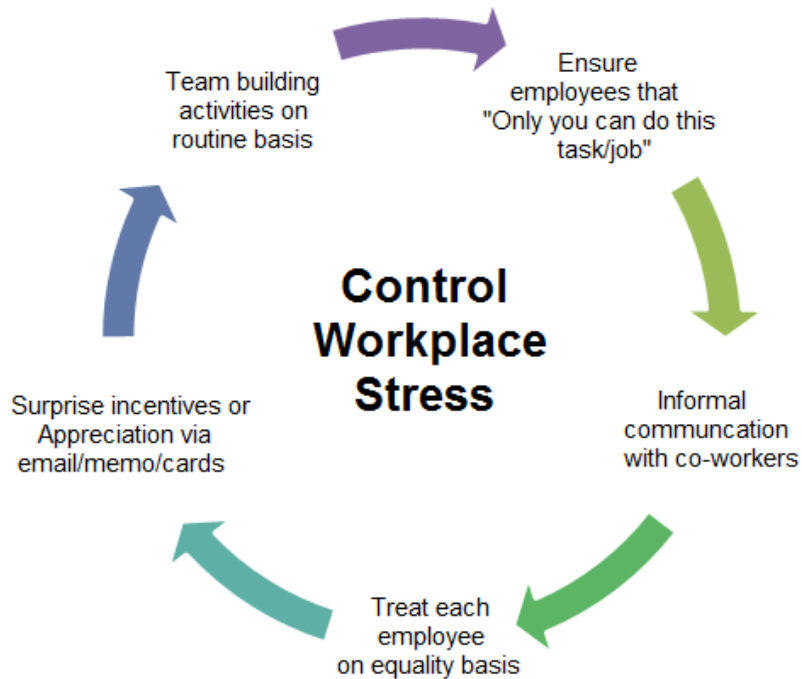 Team building
activities on
routine basis
Ensure
employees that
"Only you can do this
task/job"
Control
Workplace
Stress
Informal
communcation
with co-workers
Surprise incentives or
Appreciation via
email/memo/cards
Treat each
employee
on equality basis